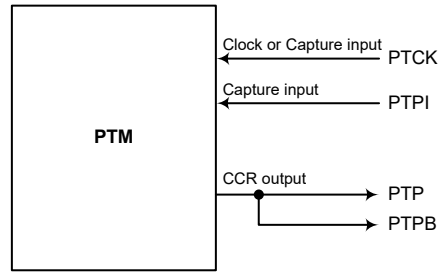 Clock or Capture input
PTCK
Capture input
PTPI
PTM
CCR output
PTP
PTPB